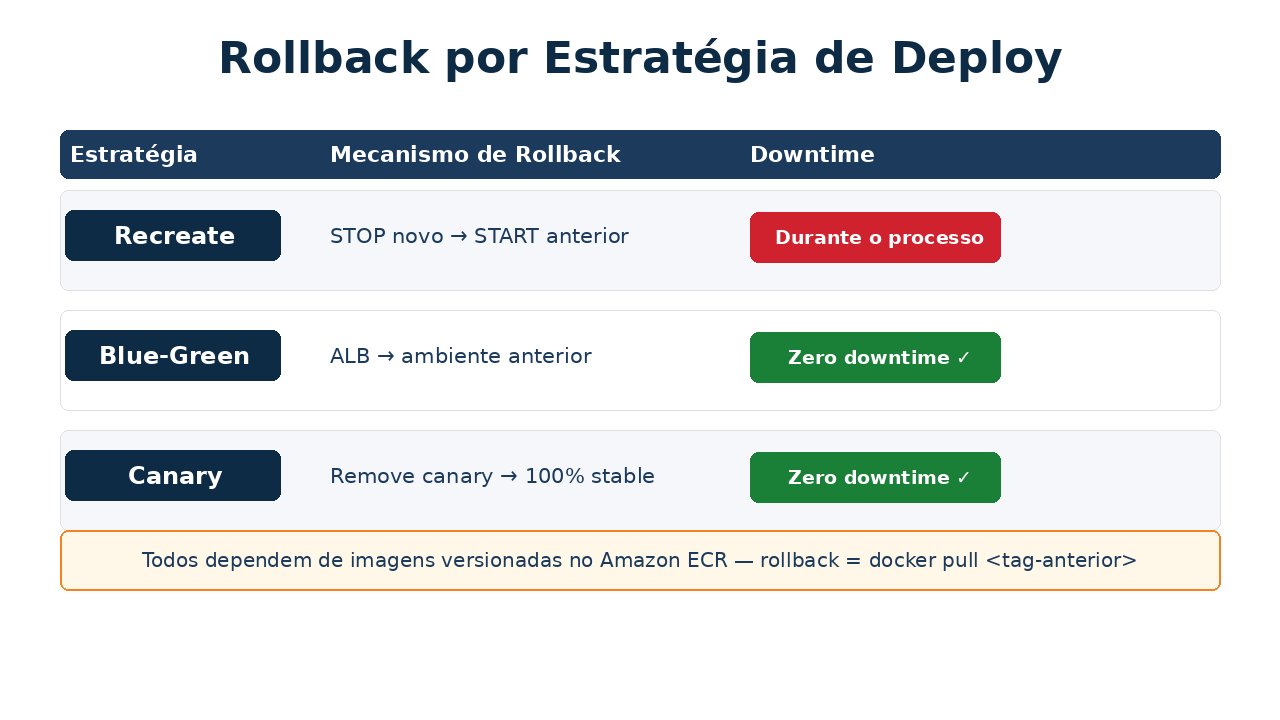 Rollback por Estratégia de Deploy
Estratégia Mecanismo de Rollback Downtime
Recreate STOP novo → START anterior Durante o processo
Blue-Green ALB → ambiente anterior Zero downtime ✓
Canary Remove canary → 100% stable Zero downtime ✓
Todos dependem de imagens versionadas no Amazon ECR — rollback = docker pull <tag-anterior>